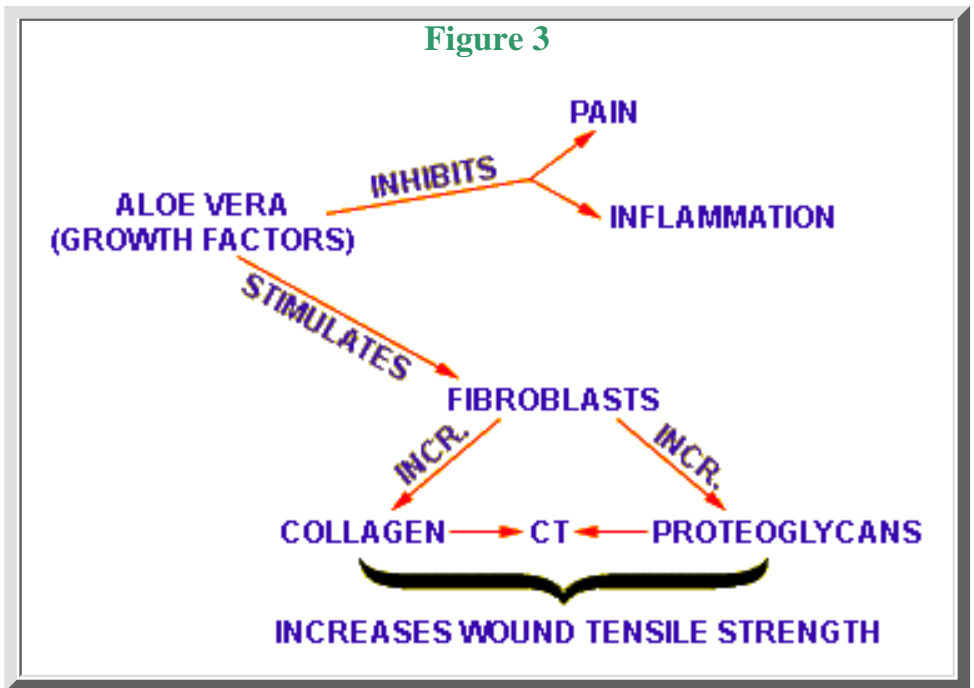 Figure 3
PAIN
INHIBITS
ALOE VERA
(GROWTH FACTORS)
INFLAMMATION
STIMULATES
FIBROBLASTS
INCR.
INCR.
COLLAGEN
CT
PROTEOGLYCANS
INCREASES WOUND TENSILE STRENGTH